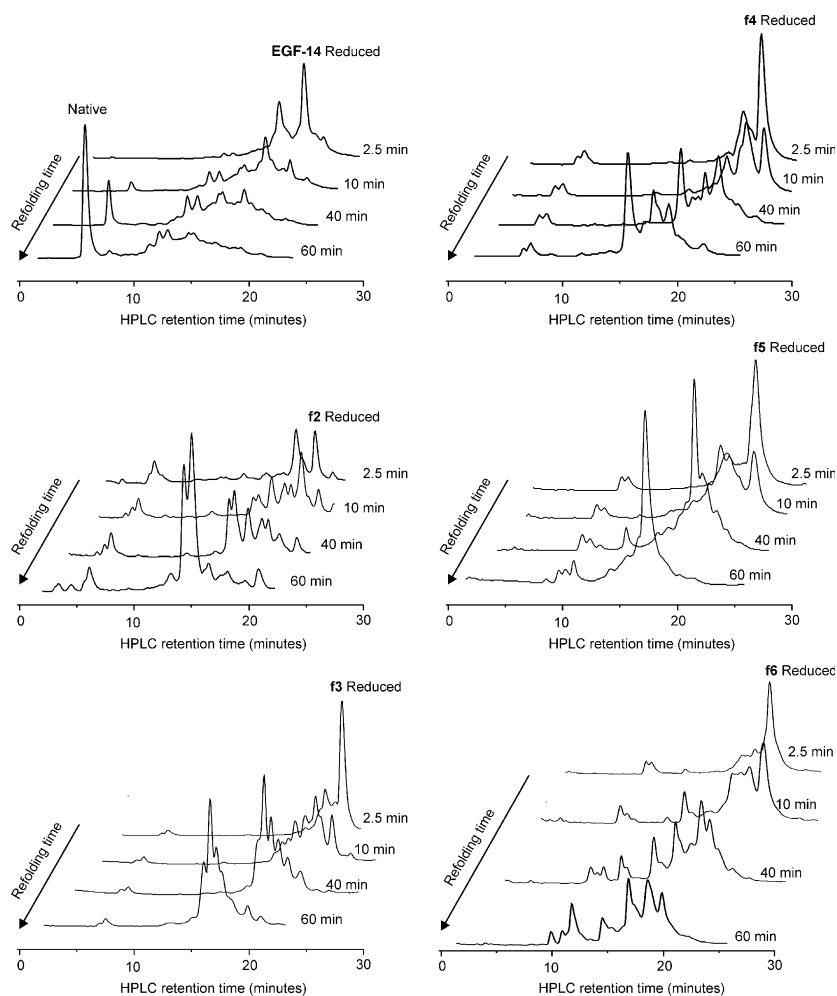 EGF-14 Reduced
Native
2.5 min
10 min
40 min
60 min
Refolding time
0 10 20 30
HPLC retention time (minutes)
f4 Reduced
2.5 min
10 min
40 min
60 min
Refolding time
0 10 20 30
HPLC retention time (minutes)
f2 Reduced
2.5 min
10 min
40 min
60 min
Refolding time
0 10 20 30
HPLC retention time (minutes)
f5 Reduced
2.5 min
10 min
40 min
60 min
Refolding time
0 10 20 30
HPLC retention time (minutes)
f3 Reduced
2.5 min
10 min
40 min
60 min
Refolding time
0 10 20 30
HPLC retention time (minutes)
f6 Reduced
2.5 min
10 min
40 min
60 min
Refolding time
0 10 20 30
HPLC retention time (minutes)